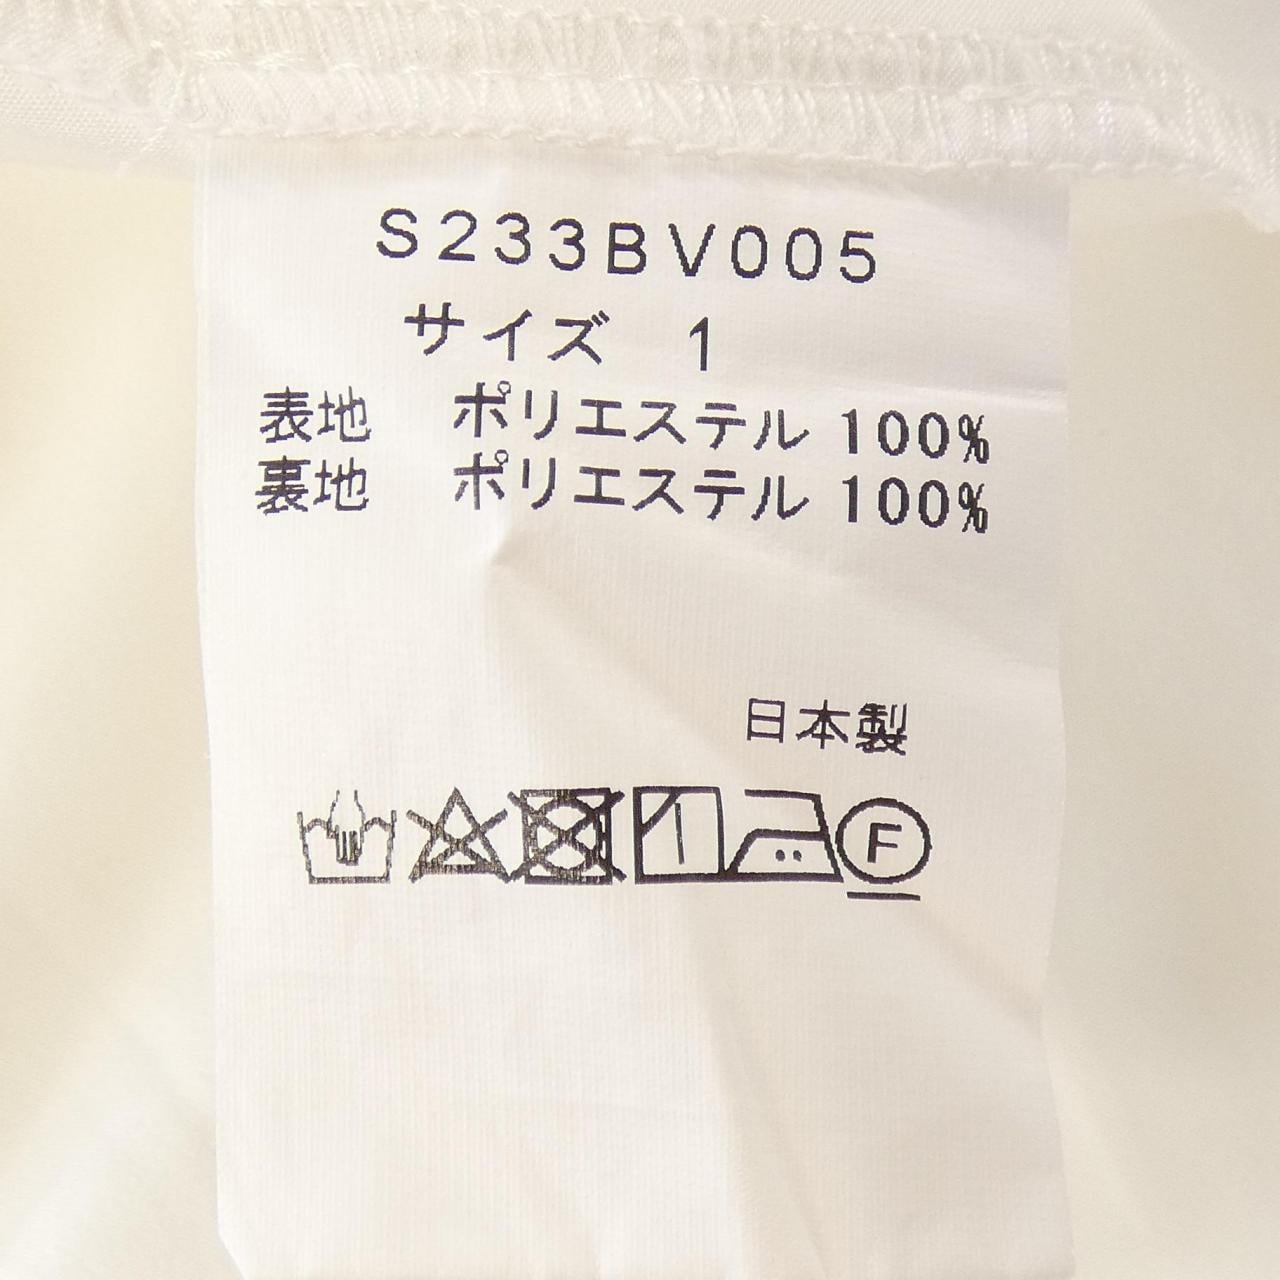 S233BV005
サイズ 1
表地 ポリエステル 100%
裏地 ポリエステル 100%
日本製
F